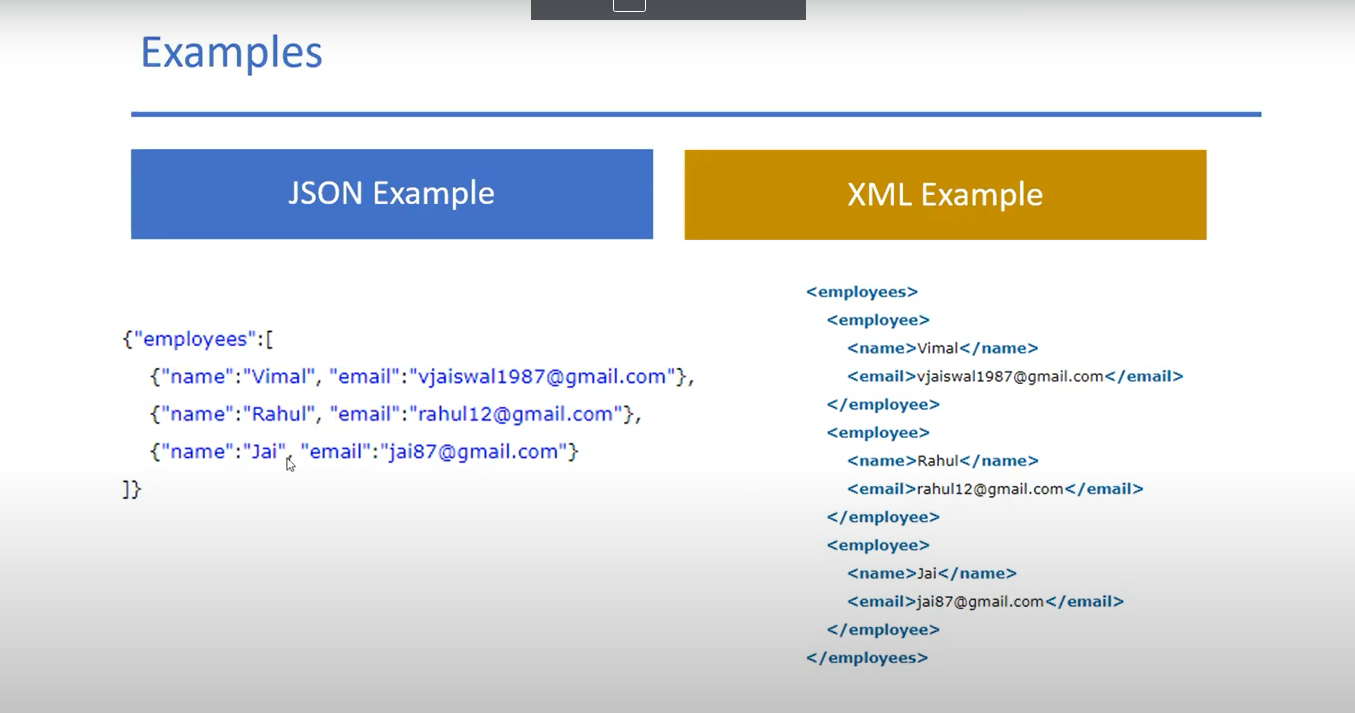 Examples
JSON Example
{"employees":[
{"name":"Vimal", "email":"vjaiswal1987@gmail.com"},
{"name":"Rahul", "email":"rahul12@gmail.com"},
{"name":"Jai", "email":"jai87@gmail.com"}
]}
XML Example
<employees>
<employee>
<name>Vimal</name>
<email>vjaiswal1987@gmail.com</email>
</employee>
<employee>
<name>Rahul</name>
<email>rahul12@gmail.com</email>
</employee>
<employee>
<name>Jai</name>
<email>jai87@gmail.com</email>
</employee>
</employees>